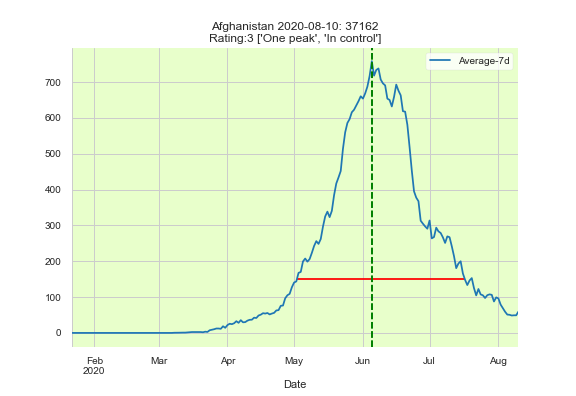 Afghanistan 2020-08-10: 37162
Rating:3 ['One peak', 'In control']
Average-7d
700
600
500
400
300
200
100
0
Feb
2020
Mar
Apr
May
Jun
Jul
Aug
Date